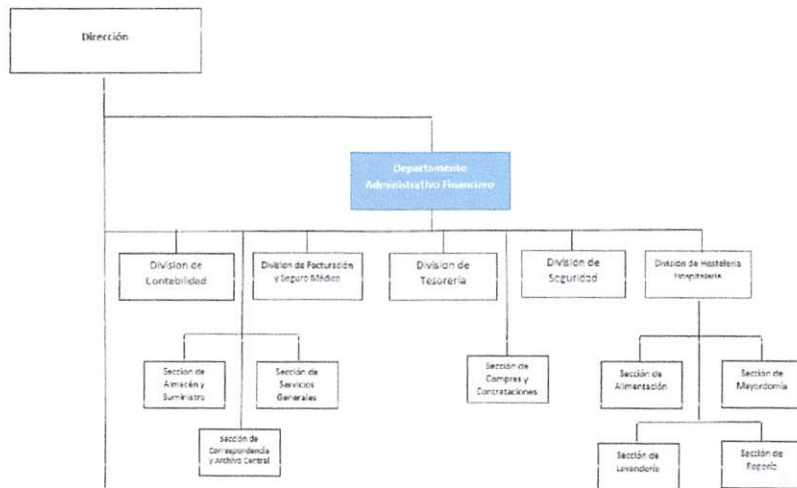 Dirección
Departamento
Administrativo Financiero
Division de
Contabilidad
Division de Facturación
y Seguro Médico
Division de
Tesorería
Division de
Seguridad
Division de Hostelería
Hospitalaria
Sección de
Almacén y
Suministro
Sección de
Servicios
Generales
Sección de
Compras y
Contrataciones
Sección de
Alimentación
Sección de
Mayordomía
Sección de
Correspondencia
y Archivo Central
Sección de
Lavandería
Sección de
Ropería